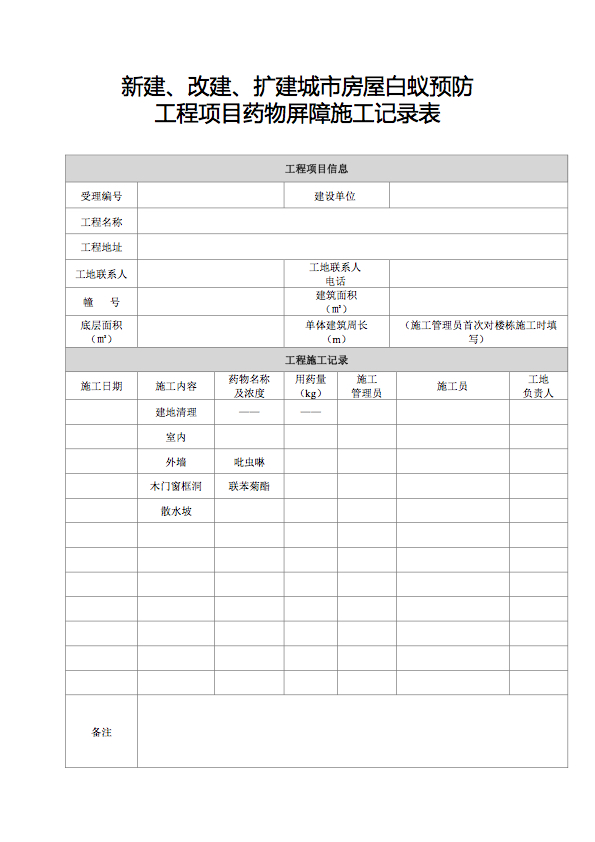 新建、改建、扩建城市房屋白蚁预防
工程项目药物屏障施工记录表
工程项目信息
受理编号 建设单位
工程名称
工程地址
工地联系人 工地联系人
电话
幢 号 建筑面积
（㎡）
底层面积 单体建筑周长 （施工管理员首次对楼栋施工时填
（㎡） （m） 写）
工程施工记录
施工日期 施工内容 药物名称 用药量 施工 施工员 工地
及浓度 （kg） 管理员 负责人
建地清理 —— ——
室内
外墙 吡虫啉
木门窗框洞 联苯菊酯
散水坡
备注